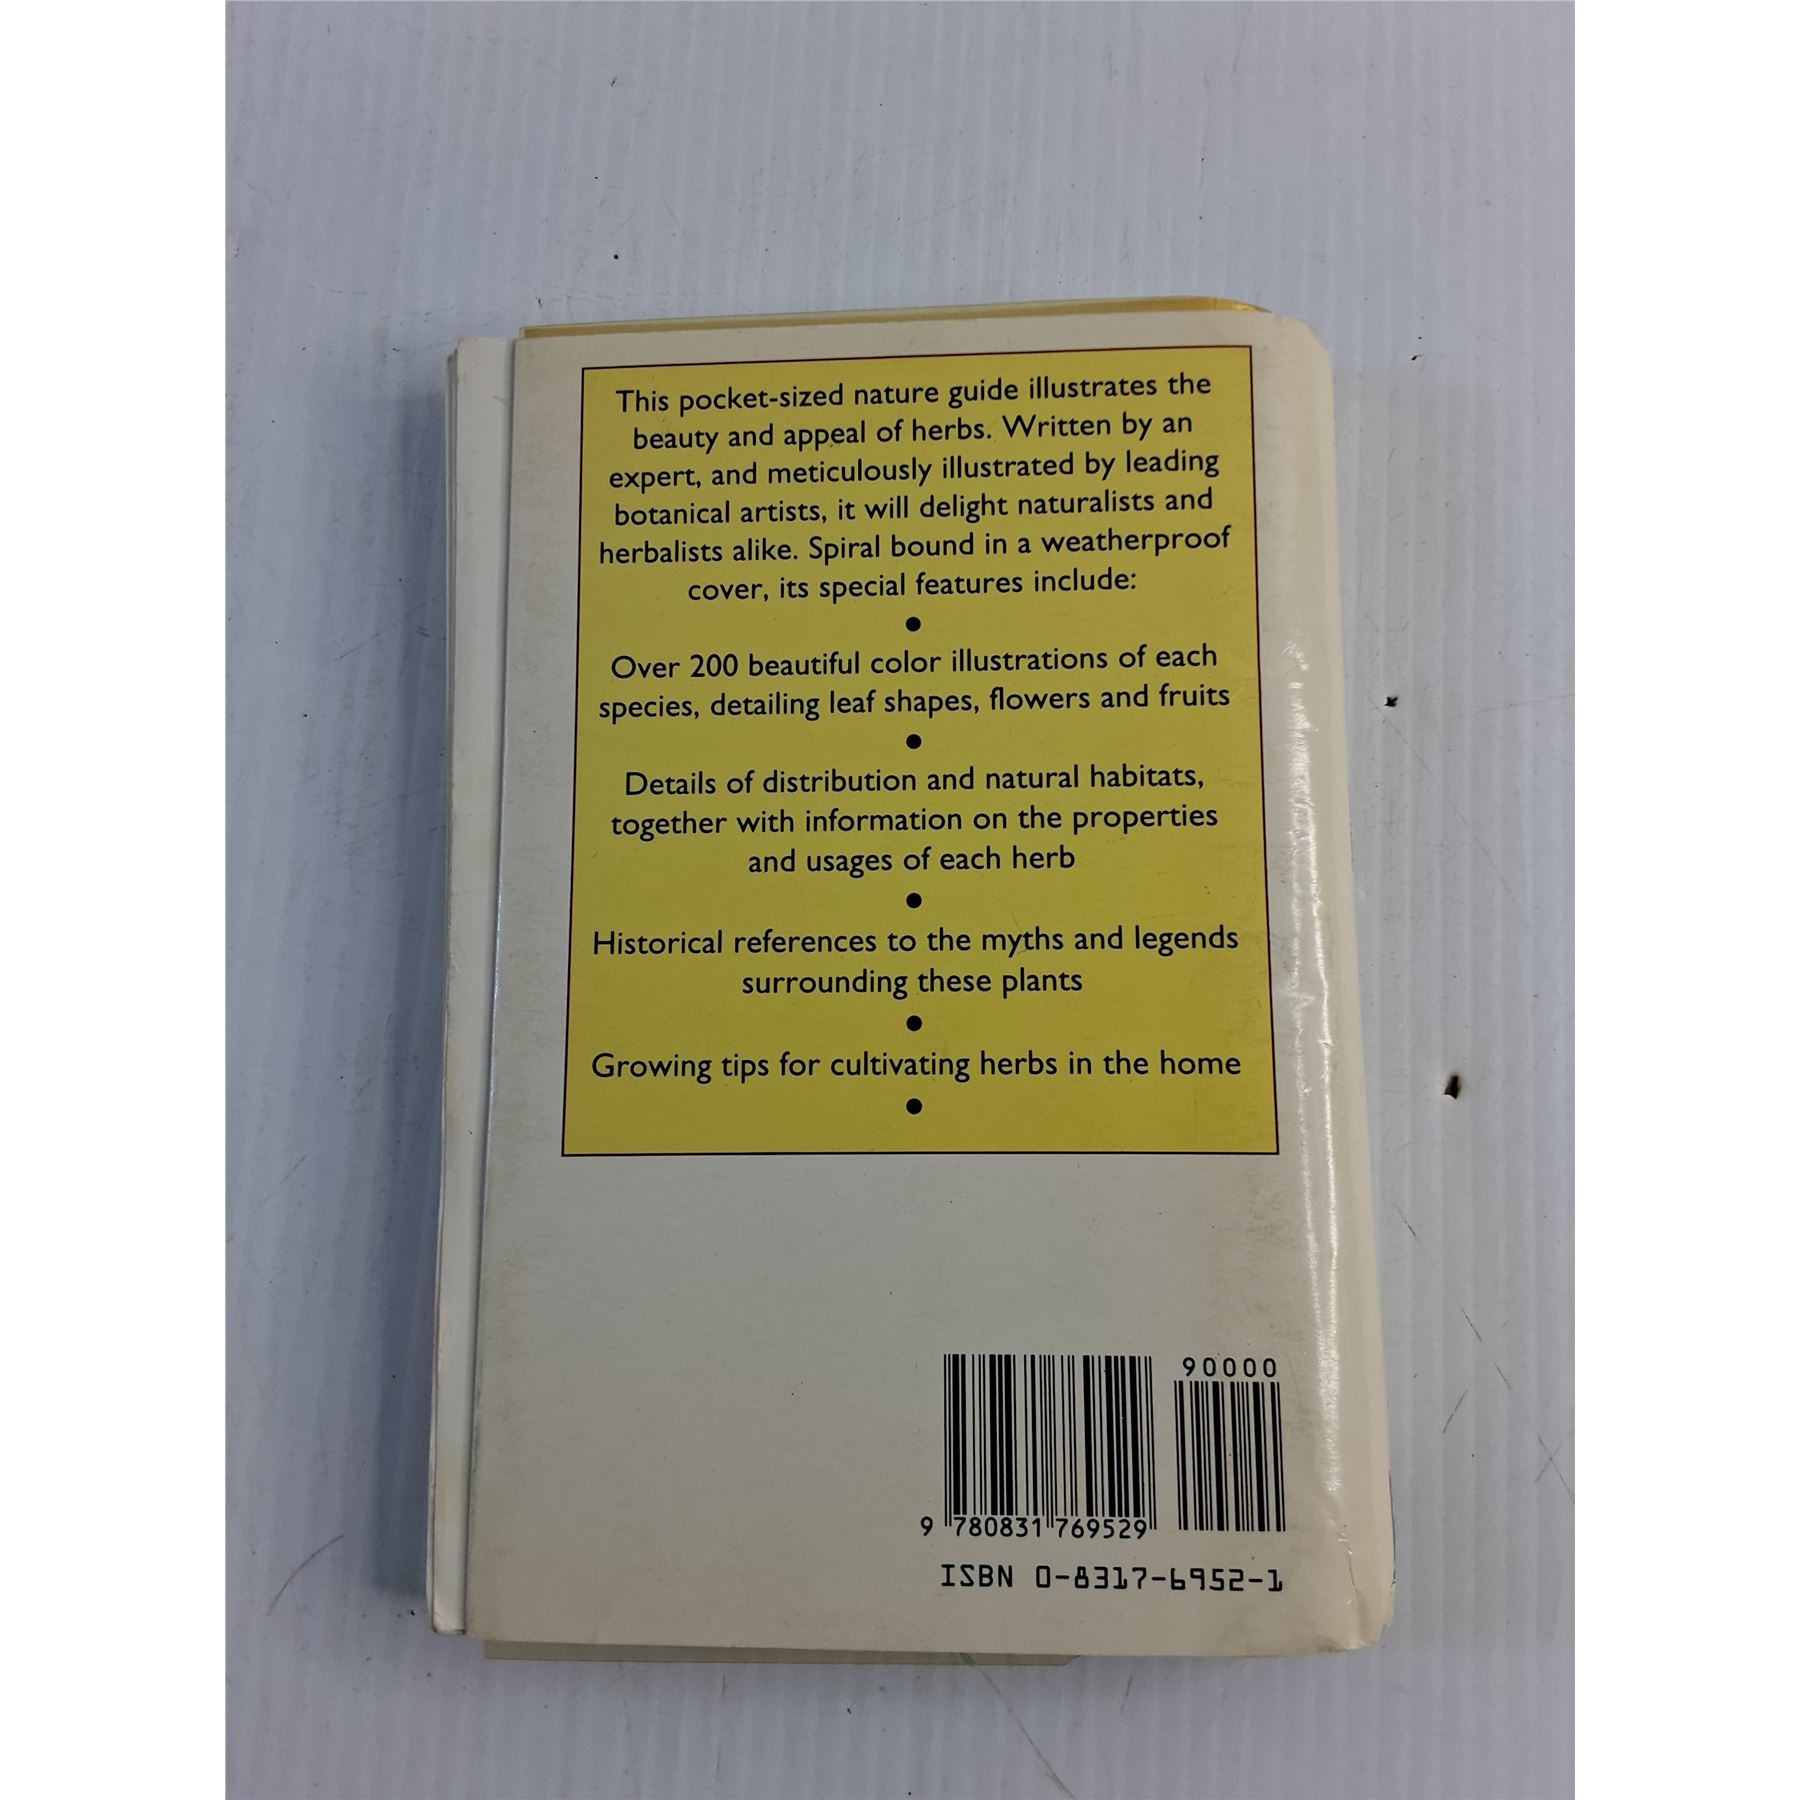 This pocket-sized nature guide illustrates the
beauty and appeal of herbs. Written by an
expert, and meticulously illustrated by leading
botanical artists, it will delight naturalists and
herbalists alike. Spiral bound in a weatherproof
cover, its special features include:
●
Over 200 beautiful color illustrations of each
species, detailing leaf shapes, flowers and fruits
●
Details of distribution and natural habitats,
together with information on the properties
and usages of each herb
●
Historical references to the myths and legends
surrounding these plants
●
Growing tips for cultivating herbs in the home
●
90000
9 780831 769529
ISBN 0-8317-6952-1